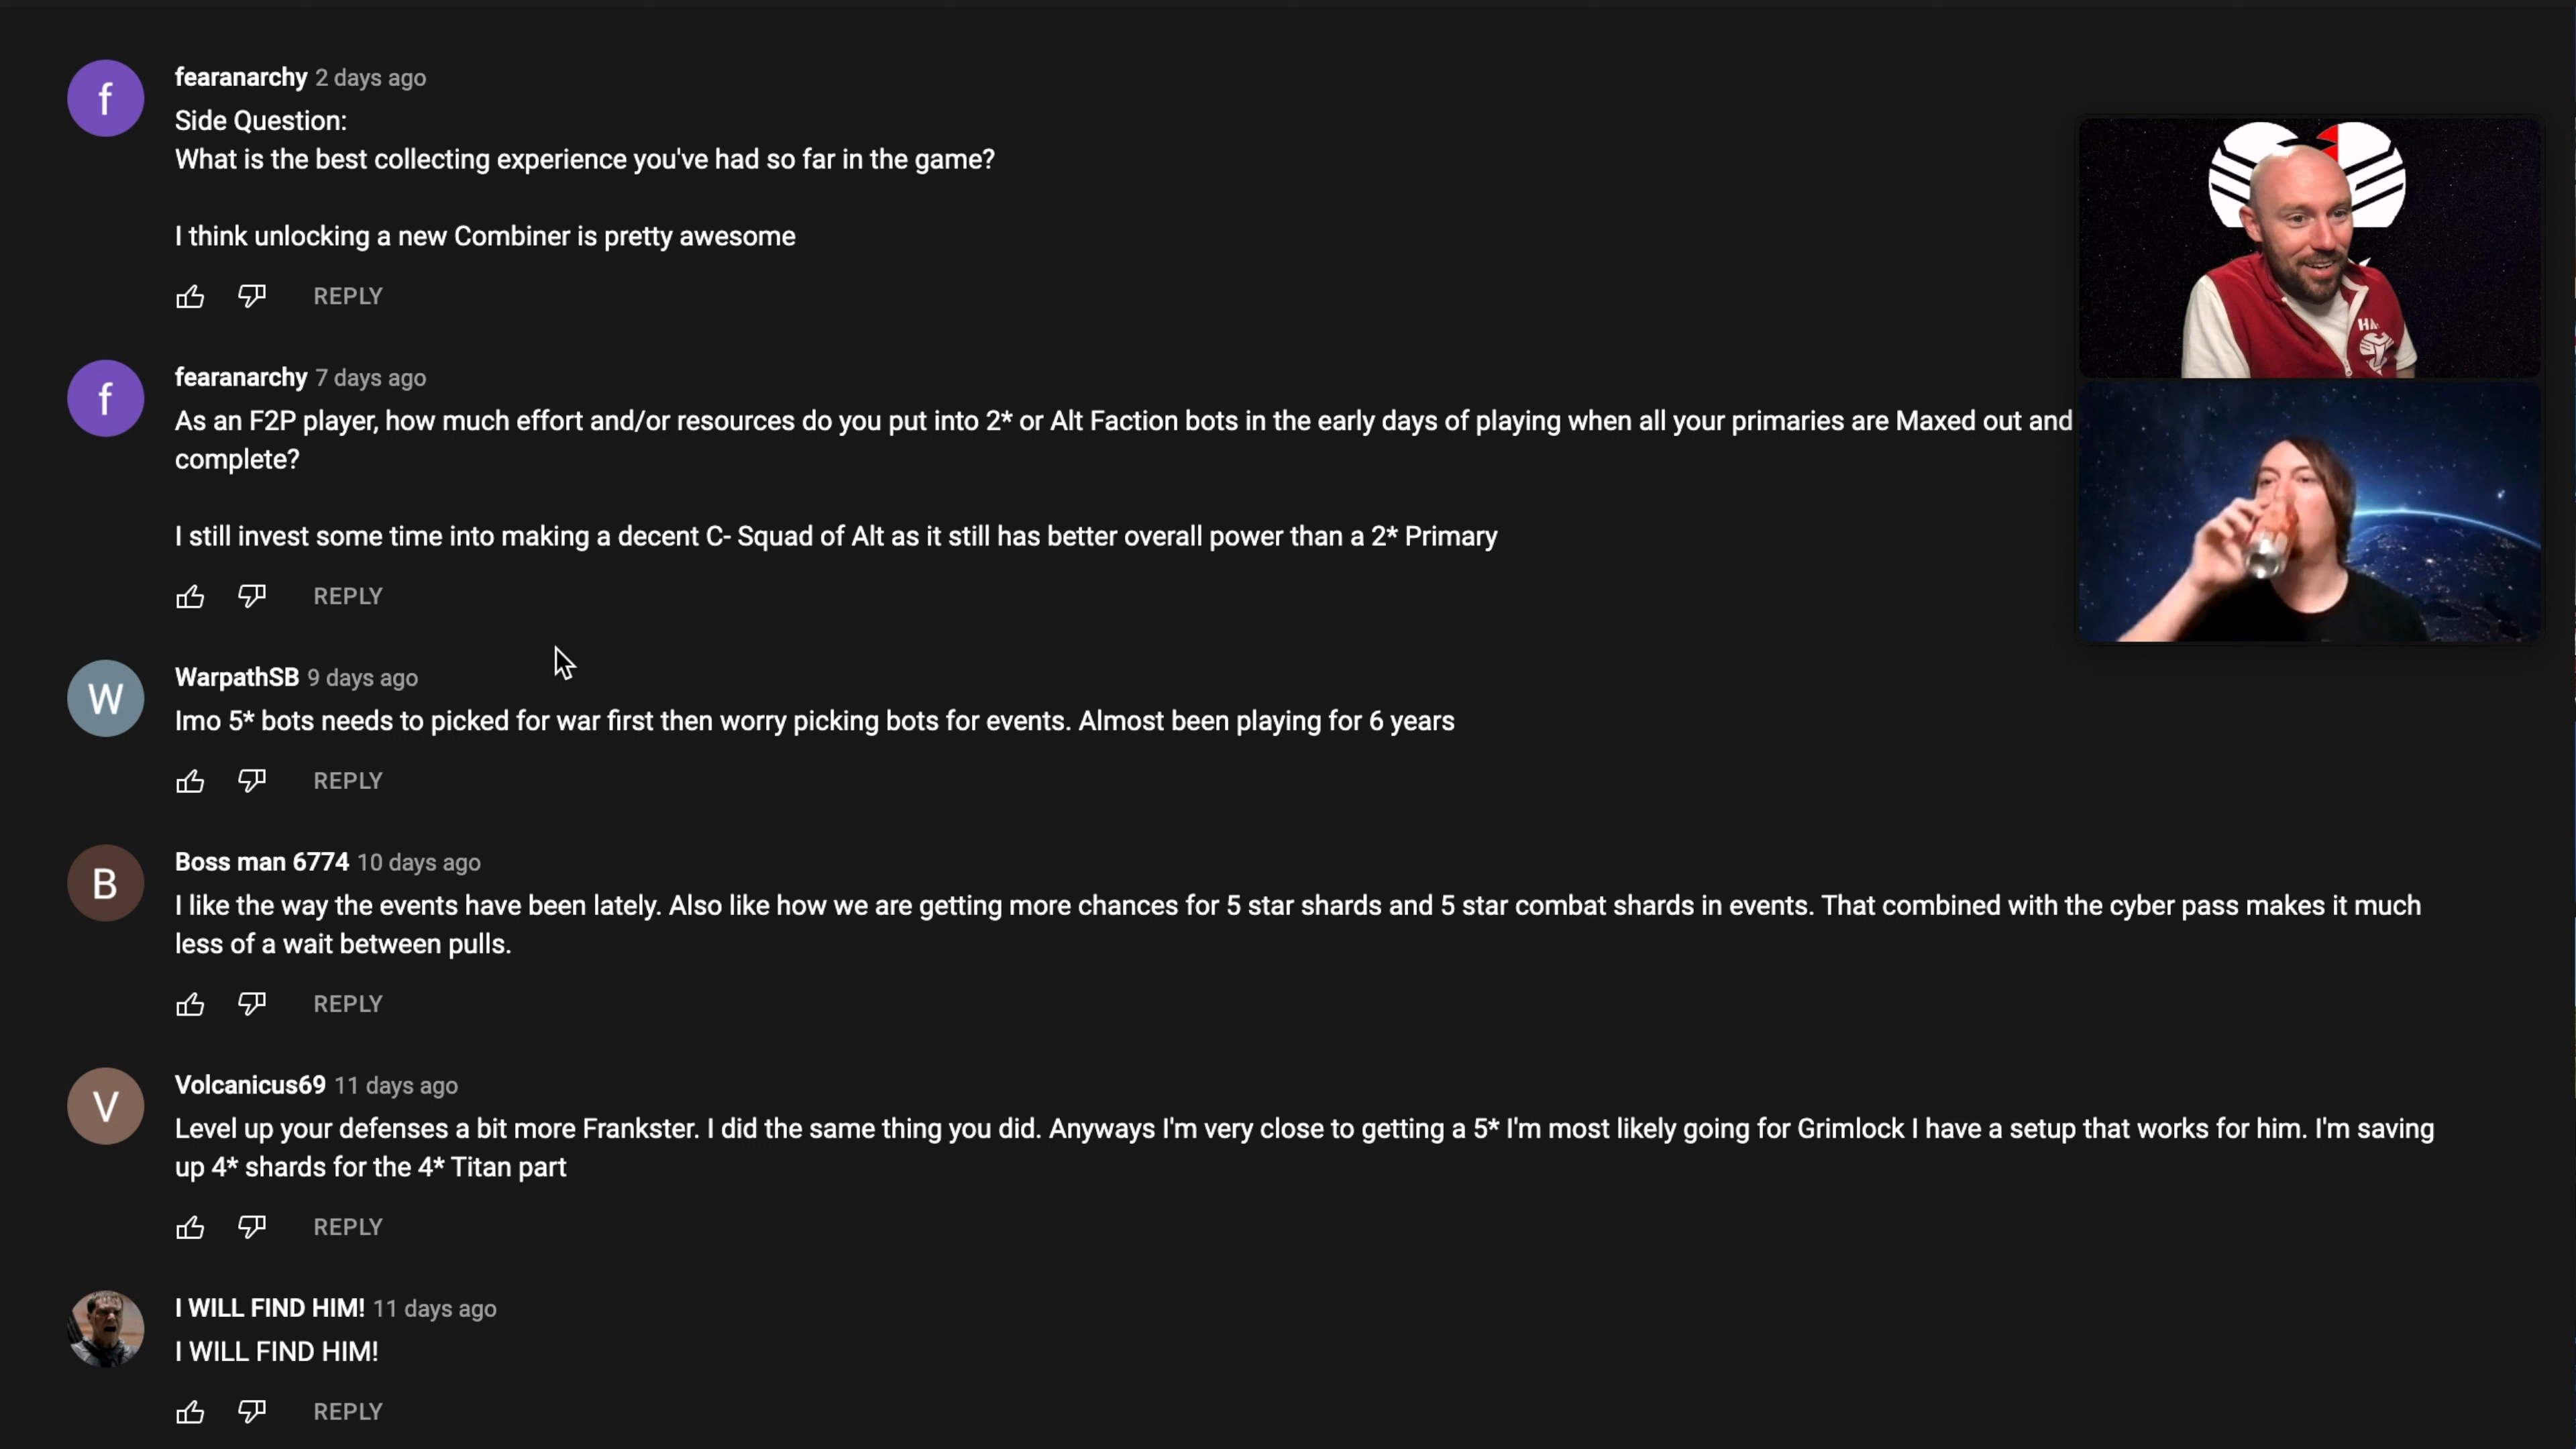 f
fearanarchy 2 days ago
Side Question:
What is the best collecting experience you've had so far in the game?
I think unlocking a new Combiner is pretty awesome
REPLY
f
fearanarchy 7 days ago
As an F2P player, how much effort and/or resources do you put into 2* or Alt Faction bots in the early days of playing when all your primaries are Maxed out and
complete?
I still invest some time into making a decent C- Squad of Alt as it still has better overall power than a 2* Primary
REPLY
W
WarpathSB 9 days ago
Imo 5* bots needs to picked for war first then worry picking bots for events. Almost been playing for 6 years
REPLY
B
Boss man 6774 10 days ago
I like the way the events have been lately. Also like how we are getting more chances for 5 star shards and 5 star combat shards in events. That combined with the cyber pass makes it much
less of a wait between pulls.
REPLY
V
Volcanicus69 11 days ago
Level up your defenses a bit more Frankster. I did the same thing you did. Anyways I'm very close to getting a 5* I'm most likely going for Grimlock I have a setup that works for him. I'm saving
up 4* shards for the 4* Titan part
REPLY
I WILL FIND HIM! 11 days ago
I WILL FIND HIM!
REPLY